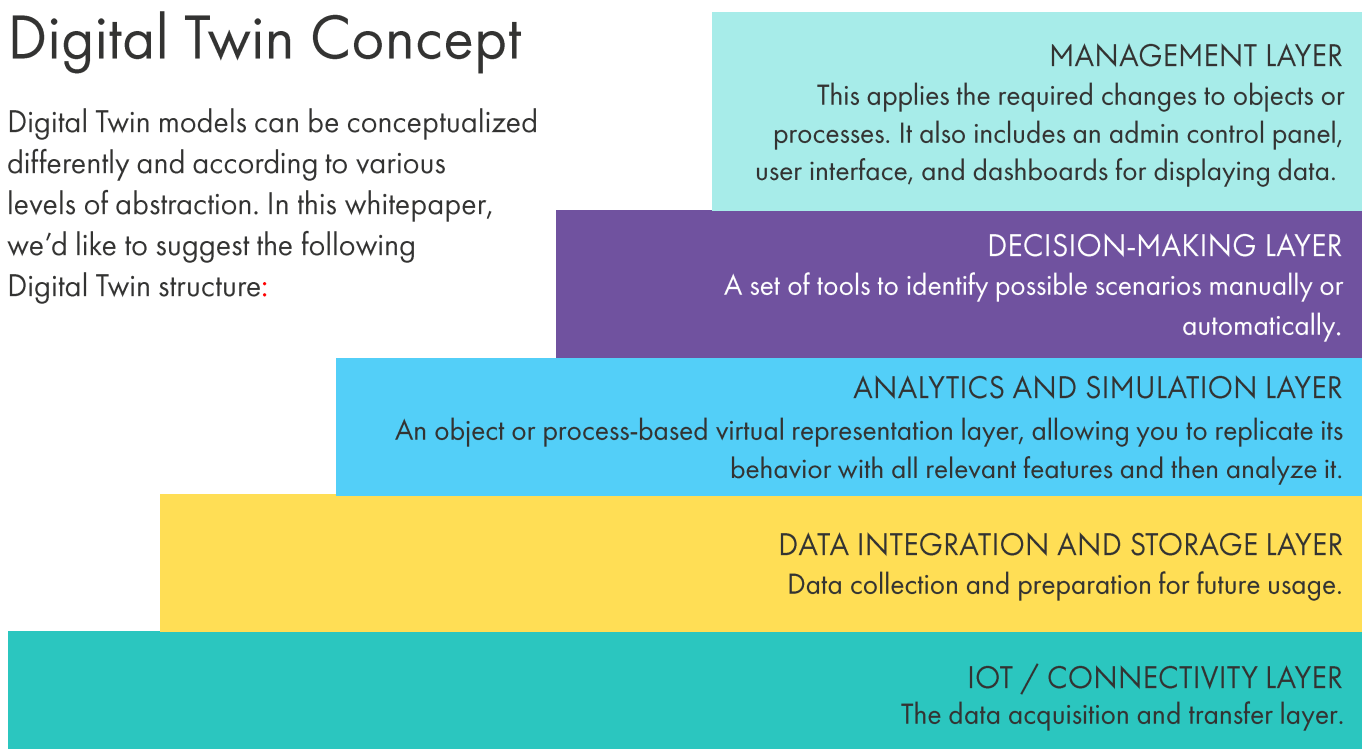 Digital Twin Concept
Digital Twin models can be conceptualized
differently and according to various
levels of abstraction. In this whitepaper,
we’d like to suggest the following
Digital Twin structure:
MANAGEMENT LAYER
This applies the required changes to objects or
processes. It also includes an admin control panel,
user interface, and dashboards for displaying data.
DECISION-MAKING LAYER
A set of tools to identify possible scenarios manually or
automatically.
ANALYTICS AND SIMULATION LAYER
An object or process-based virtual representation layer, allowing you to replicate its
behavior with all relevant features and then analyze it.
DATA INTEGRATION AND STORAGE LAYER
Data collection and preparation for future usage.
IOT / CONNECTIVITY LAYER
The data acquisition and transfer layer.